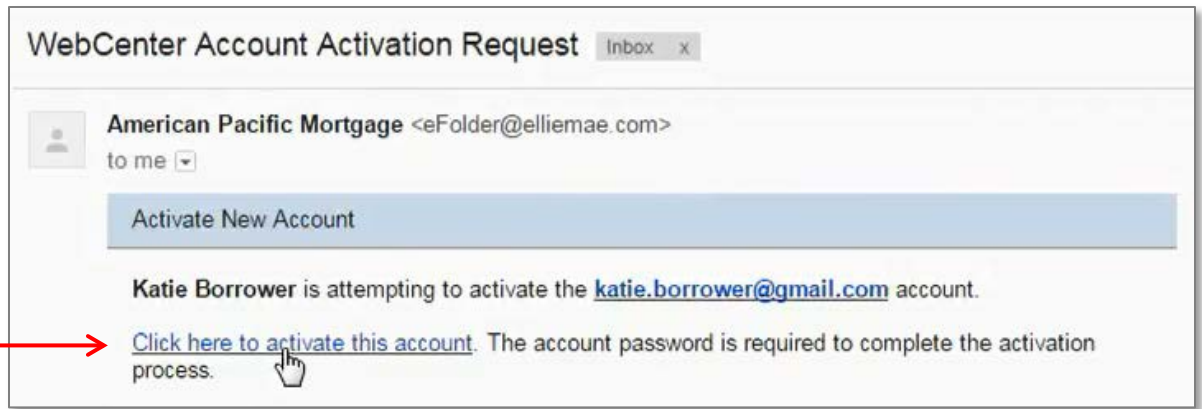 WebCenter Account Activation Request Inbox x
American Pacific Mortgage <eFolder@elliemae.com>
to me
Activate New Account
Katie Borrower is attempting to activate the katie.borrower@gmail.com account.
Click here to activate this account. The account password is required to complete the activation
process.